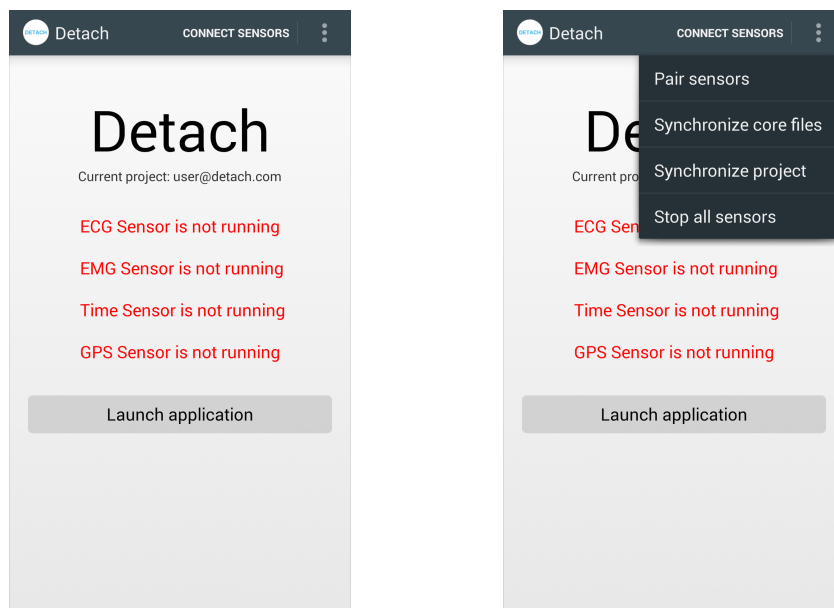 DETACH Detach CONNECT SENSORS
Detach
Current project: user@detach.com
ECG Sensor is not running
EMG Sensor is not running
Time Sensor is not running
GPS Sensor is not running
Launch application
DETACH Detach CONNECT SENSORS
Pair sensors
Synchronize core files
Synchronize project
Stop all sensors
De
Current pro
ECG Sen
EMG Sensor is not running
Time Sensor is not running
GPS Sensor is not running
Launch application